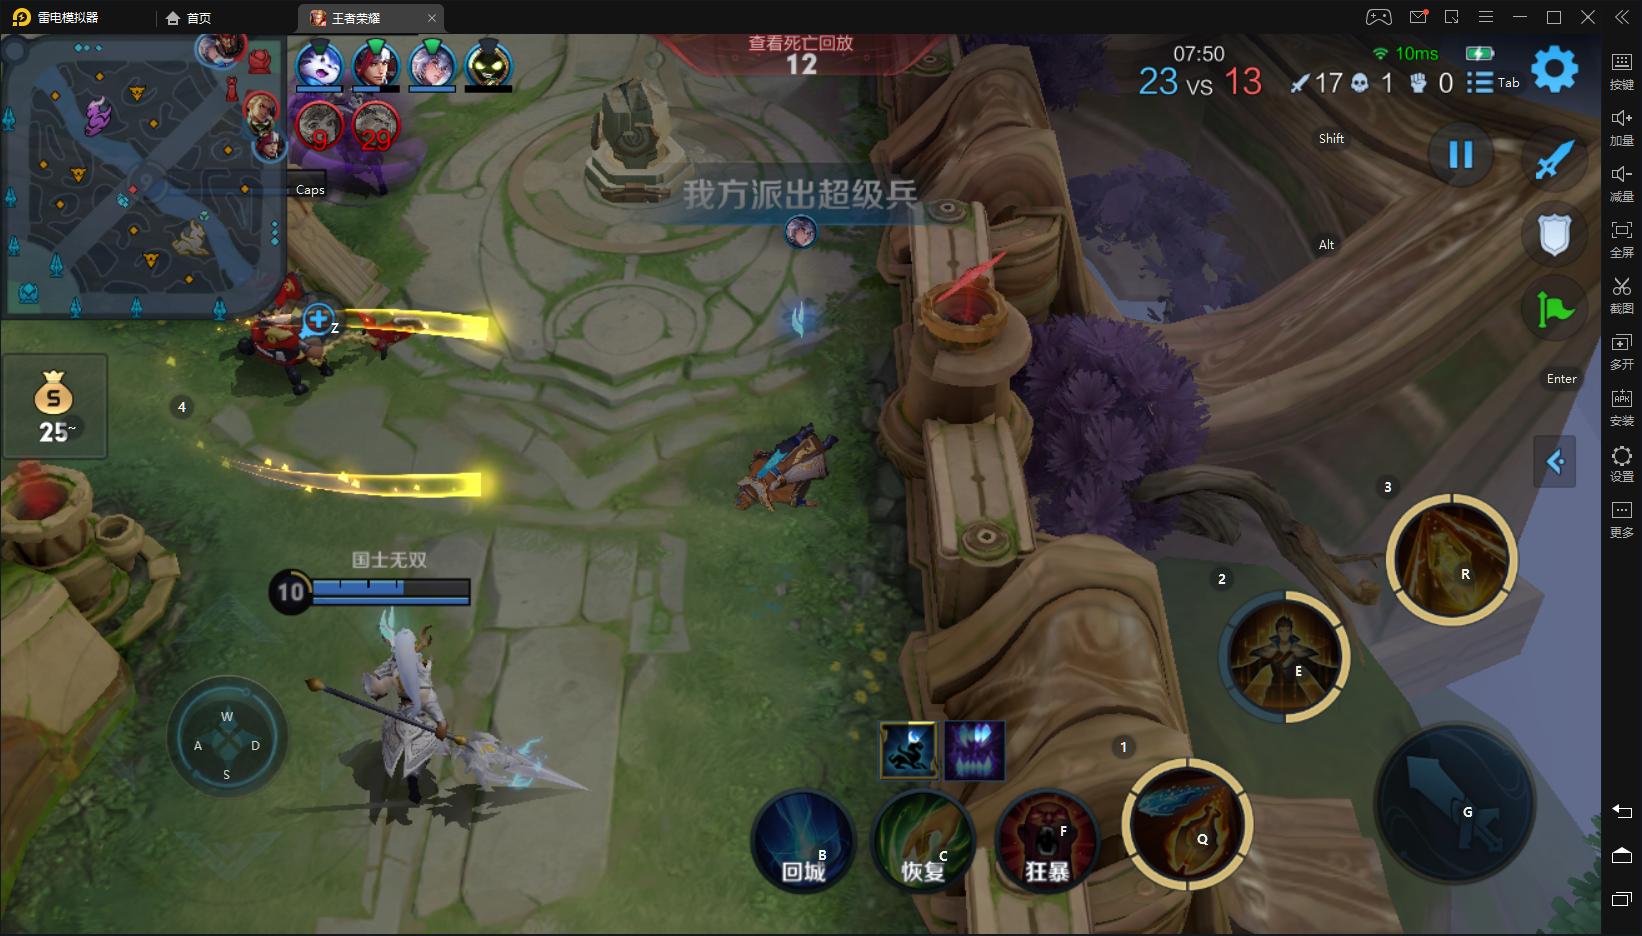 雷电模拟器
首页
王者荣耀
查看死亡回放
12
07:50
10ms
23 vs 13
17
1
0
Tab
9
29
Caps
Shift
我方派出超级兵
Alt
Z
S
25~
4
Enter
3
R
国士无双
10
2
E
W
A
D
S
1
G
B
回城
C
恢复
F
狂暴
Q
按键
加量
减量
全屏
截图
多开
APK
安装
设置
更多